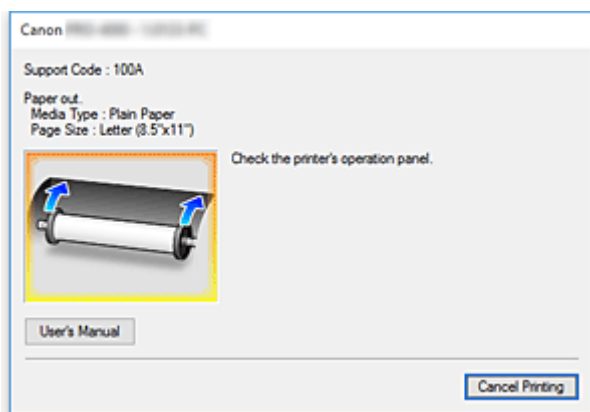 Canon
Support Code : 100A
Paper out.
Media Type : Plain Paper
Page Size : Letter (8.5"x11")
Check the printer's operation panel.
User's Manual
Cancel Printing